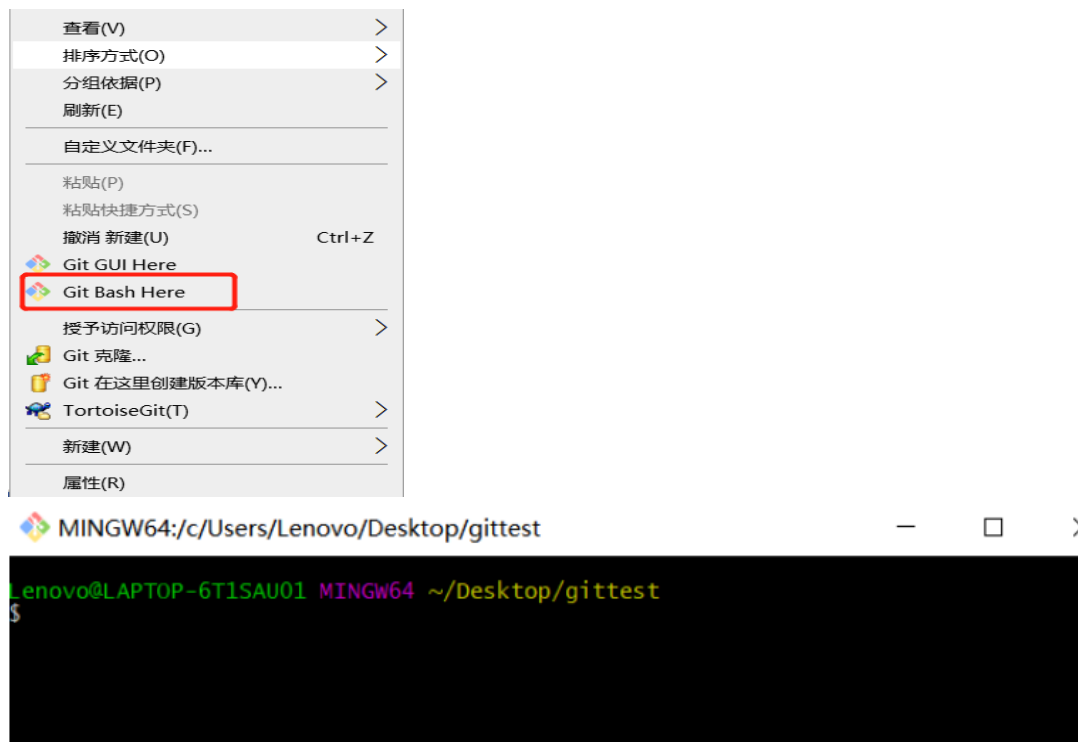 查看(V)
排序方式(O)
分组依据(P)
刷新(E)
自定义文件夹(F)...
粘贴(P)
粘贴快捷方式(S)
撤消 新建(U) Ctrl+Z
Git GUI Here
Git Bash Here
授予访问权限(G)
Git 克隆...
Git 在这里创建版本库(Y)...
TortoiseGit(T)
新建(W)
属性(R)
MINGW64:/c/Users/Lenovo/Desktop/gittest
Lenovo@LAPTOP-6T1SAU01 MINGW64 ~/Desktop/gittest
$